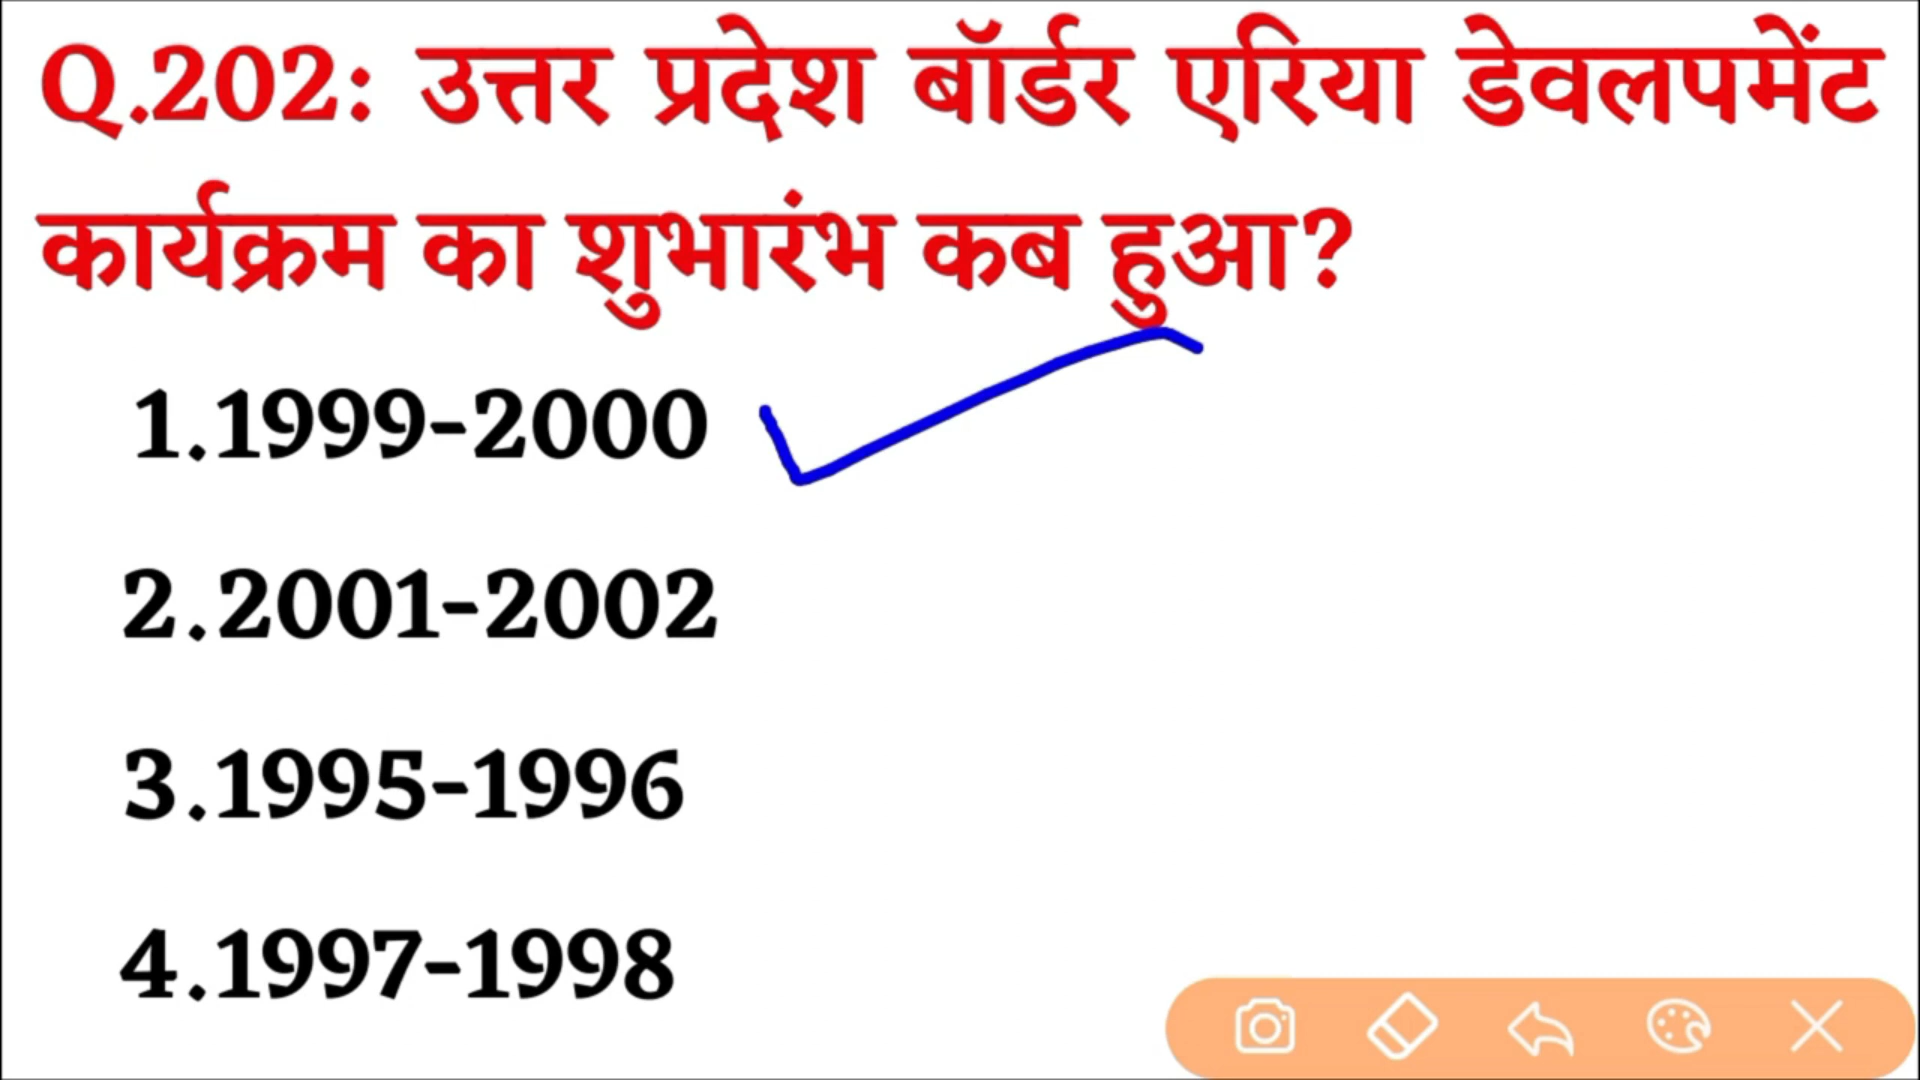 Q.202: उत्तर प्रदेश बॉर्डर एरिया डेवलपमेंट
कार्यक्रम का शुभारंभ कब हुआ?
1.1999-2000
2.2001-2002
3.1995-1996
4.1997-1998